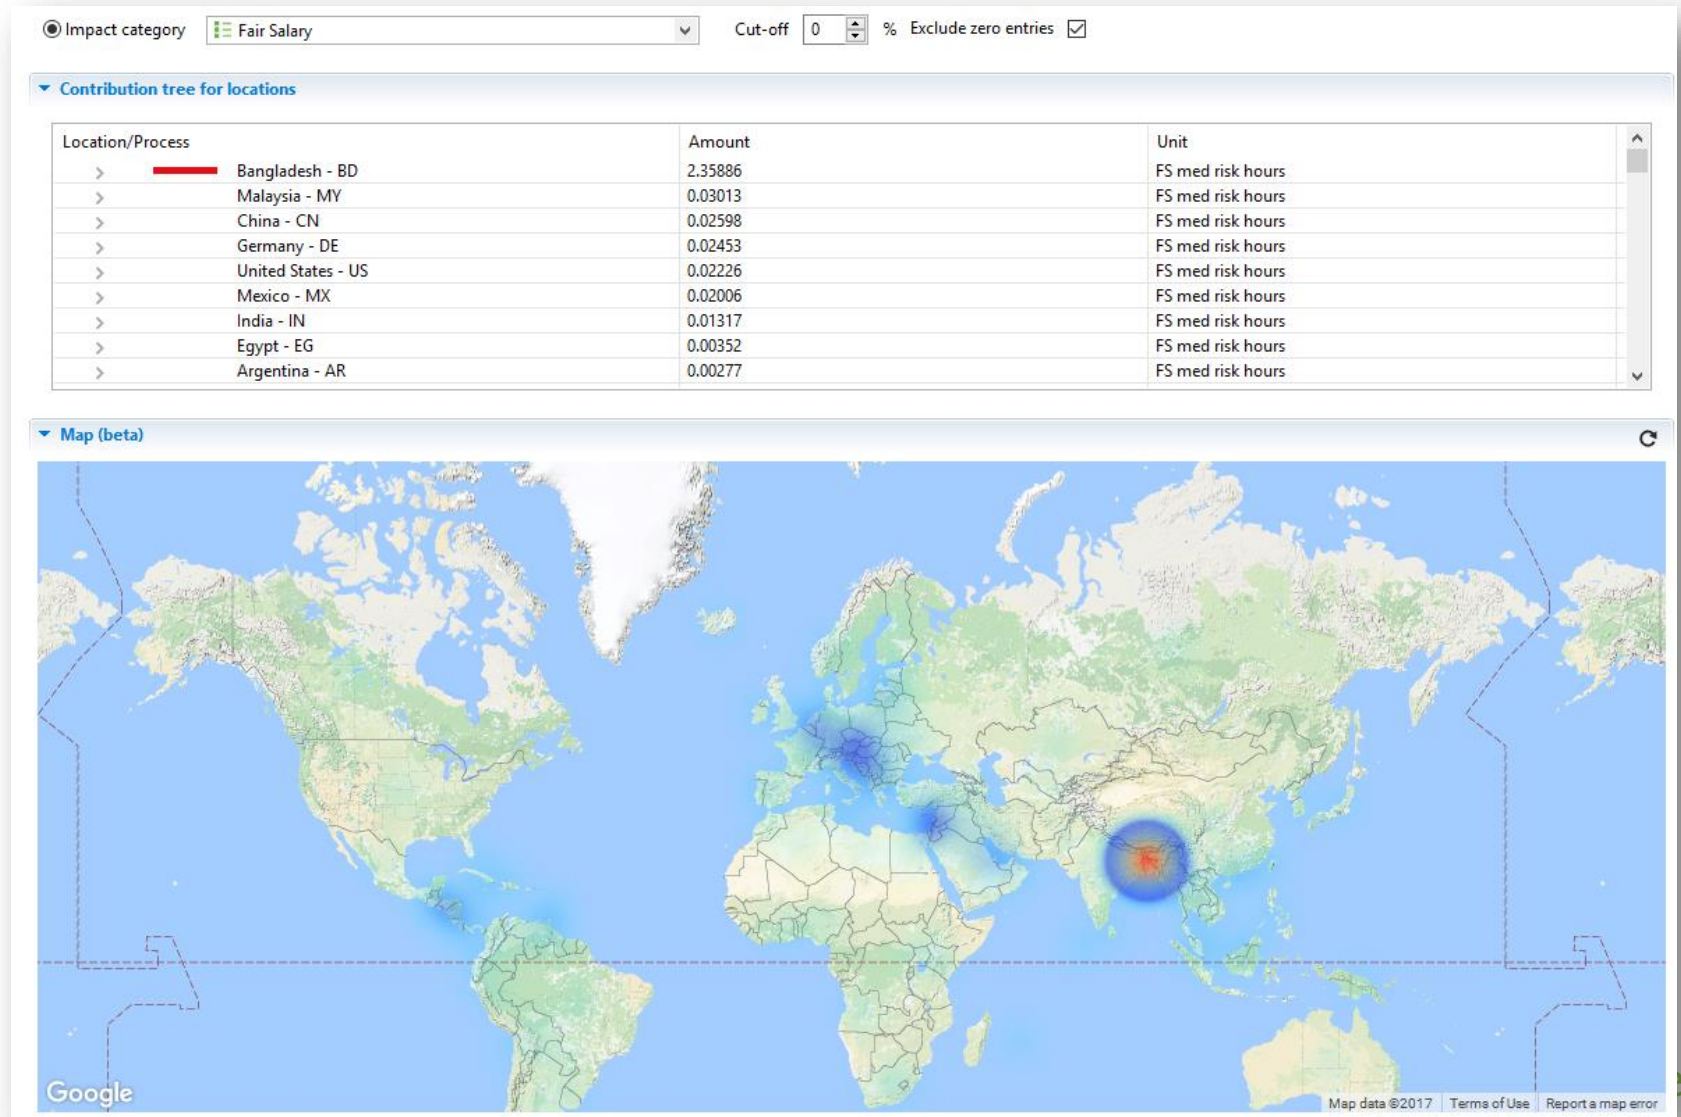 Impact category Fair Salary Cut-off 0 % Exclude zero entries
Contribution tree for locations
Location/Process Amount Unit
Bangladesh - BD 2.35886 FS med risk hours
Malaysia - MY 0.03013 FS med risk hours
China - CN 0.02598 FS med risk hours
Germany - DE 0.02453 FS med risk hours
United States - US 0.02226 FS med risk hours
Mexico - MX 0.02006 FS med risk hours
India - IN 0.01317 FS med risk hours
Egypt - EG 0.00352 FS med risk hours
Argentina - AR 0.00277 FS med risk hours
Map (beta)
Google
Map data ©2017 Terms of Use Report a map error